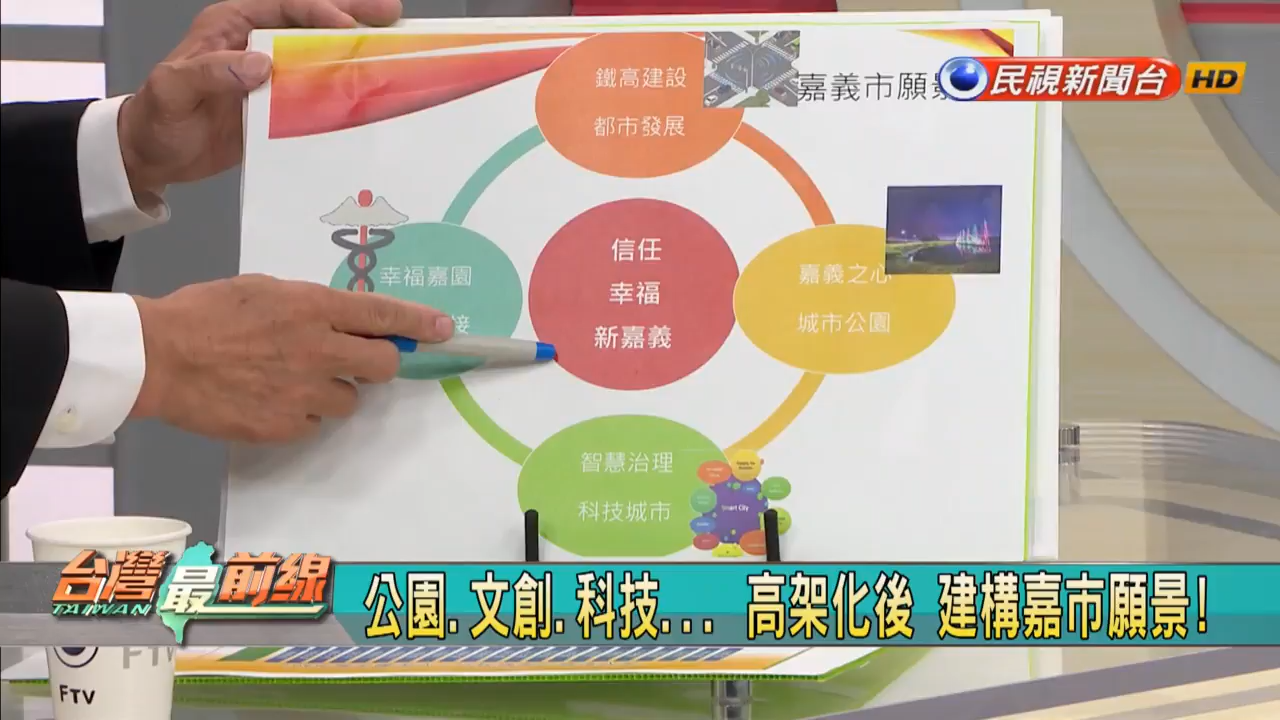 鐵高建設
都市發展
嘉義市願景
民視新聞台 HD
幸福嘉園
接
信任
幸福
新嘉義
嘉義之心
城市公園
智慧治理
科技城市
Smart City
台灣最前線
TAIWAN
公園.文創.科技... 高架化後 建構嘉市願景!
FTV
FTV